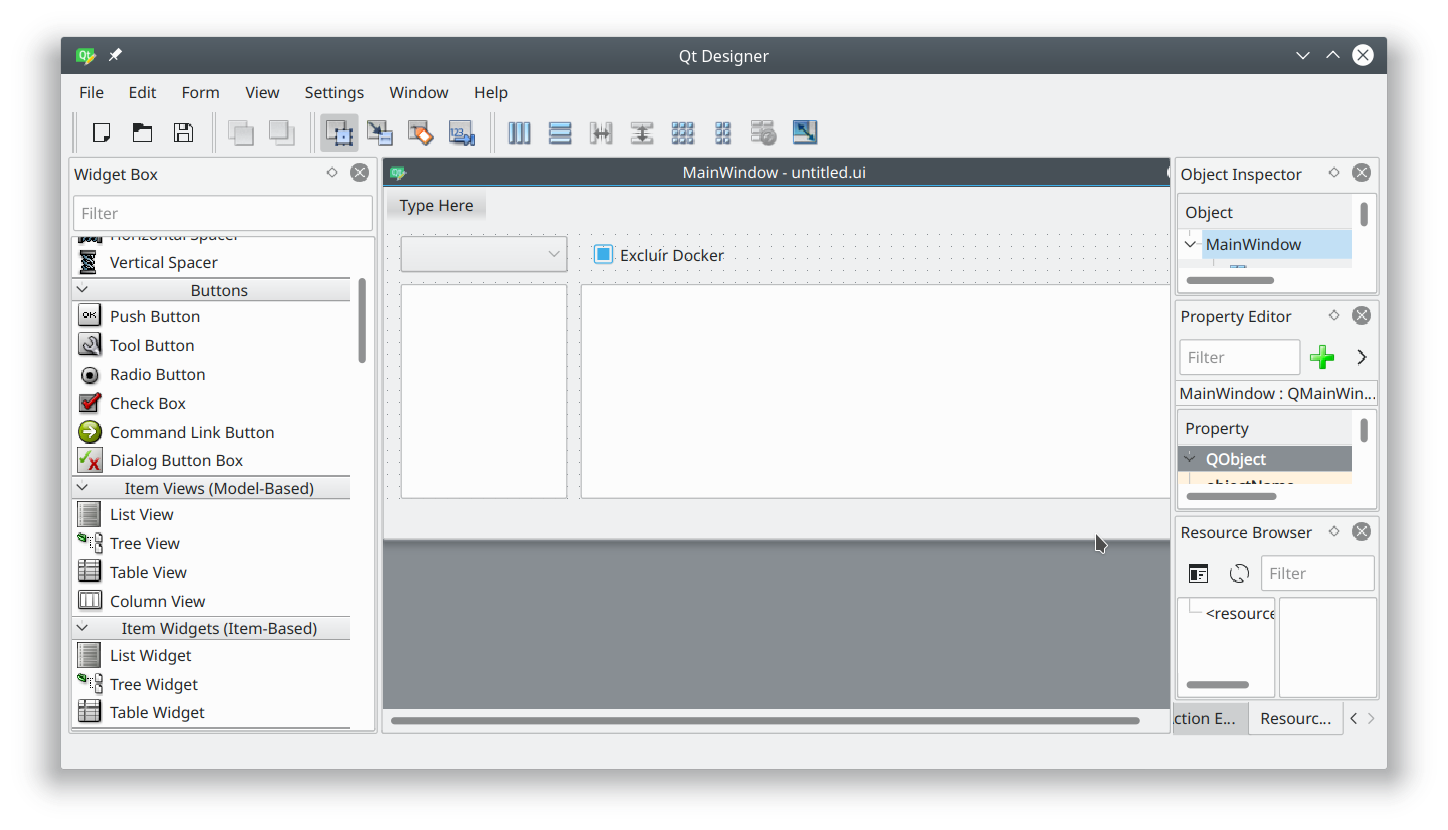 Qt Designer
File Edit Form View Settings Window Help
Widget Box
Filter
Horizontal Spacer
Vertical Spacer
Buttons
Push Button
Tool Button
Radio Button
Check Box
Command Link Button
Dialog Button Box
Item Views (Model-Based)
List View
Tree View
Table View
Column View
Item Widgets (Item-Based)
List Widget
Tree Widget
Table Widget
MainWindow - untitled.ui
Type Here
Excluír Docker
Object Inspector
Object
MainWindow
Property Editor
Filter
MainWindow : QMainWin...
Property
QObject
objectName
Resource Browser
Filter
<resource
ction E... Resourc...